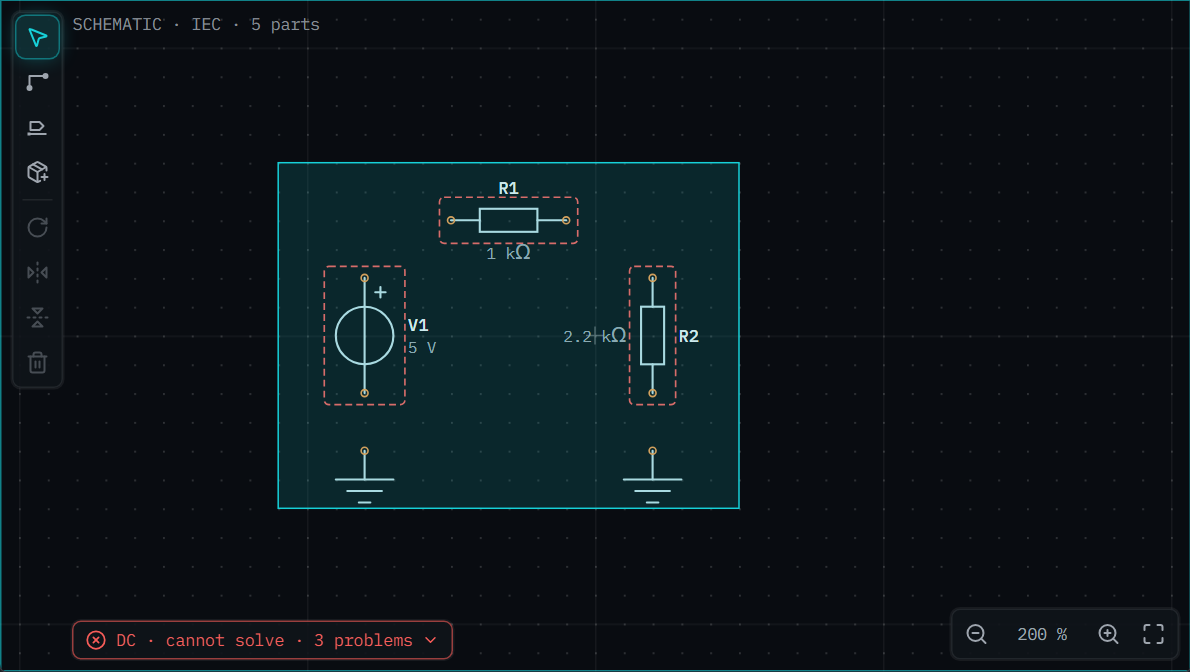 SCHEMATIC · IEC · 5 parts
R1
1 kΩ
+
V1
5 V
2.2 kΩ
R2
DC · cannot solve · 3 problems
200 %